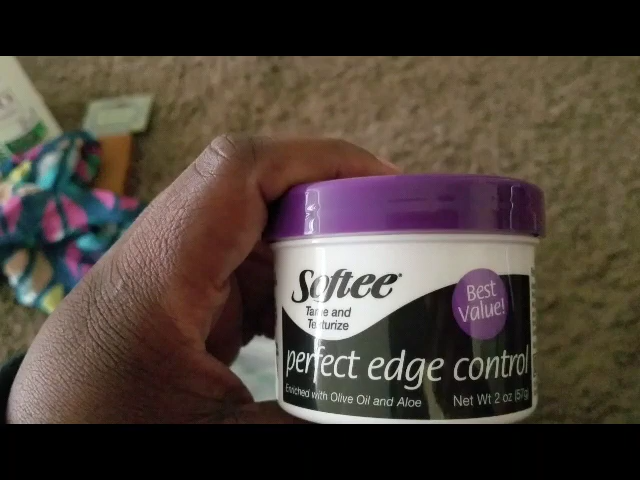 Softee
Tame and
Texturize
Best
Value!
perfect edge control
Enriched with Olive Oil and Aloe
Net Wt 2 oz (57g)